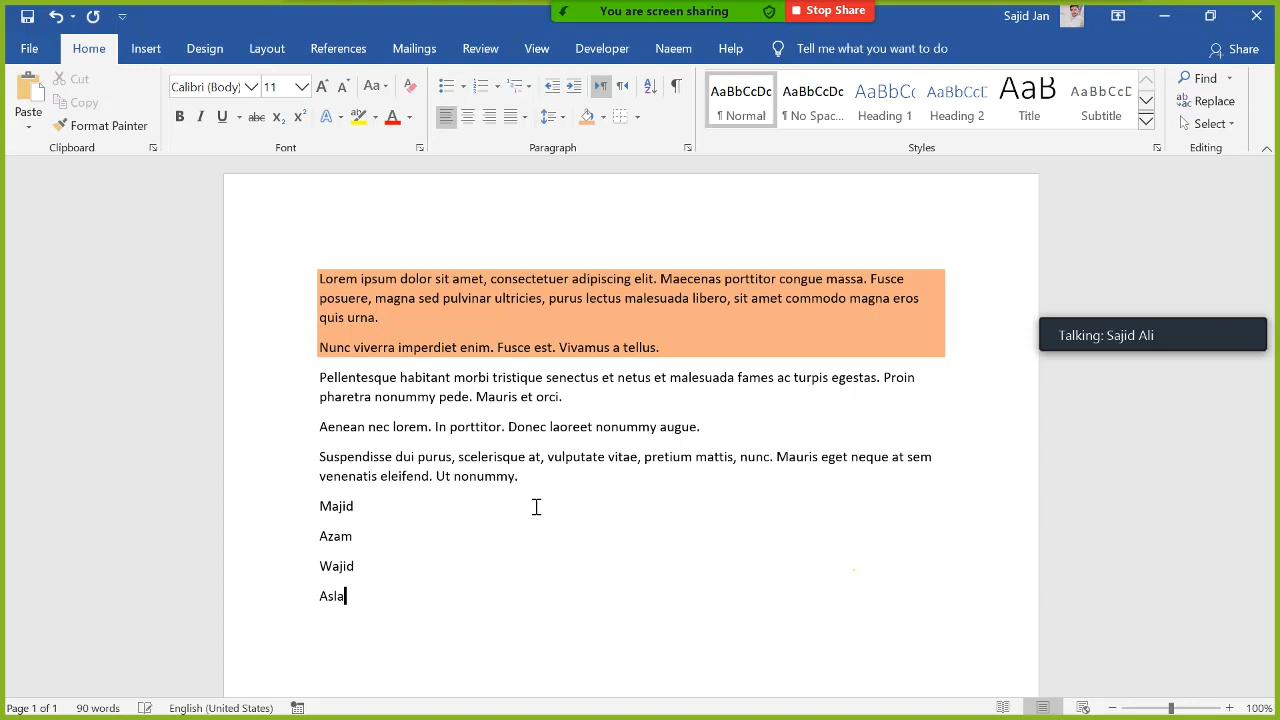 You are screen sharing
Stop Share
Sajid Jan
File Home Insert Design Layout References Mailings Review View Developer Naeem Help Tell me what you want to do Share
Paste
Cut
Copy
Format Painter
Clipboard
Calibri (Body) 11
Font
Paragraph
AaBbCcDc AaBbCcDc AaBbCc AaBbCcC AaB AaBbCcC
¶ Normal ¶ No Spac... Heading 1 Heading 2 Title Subtitle
Styles
Find
Replace
Select
Editing
Lorem ipsum dolor sit amet, consectetuer adipiscing elit. Maecenas porttitor congue massa. Fusce
posuere, magna sed pulvinar ultricies, purus lectus malesuada libero, sit amet commodo magna eros
quis urna.
Nunc viverra imperdiet enim. Fusce est. Vivamus a tellus.
Pellentesque habitant morbi tristique senectus et netus et malesuada fames ac turpis egestas. Proin
pharetra nonummy pede. Mauris et orci.
Aenean nec lorem. In porttitor. Donec laoreet nonummy augue.
Suspendisse dui purus, scelerisque at, vulputate vitae, pretium mattis, nunc. Mauris eget neque at sem
venenatis eleifend. Ut nonummy.
Majid
Azam
Wajid
Asla
Talking: Sajid Ali
Page 1 of 1 90 words English (United States) 100%